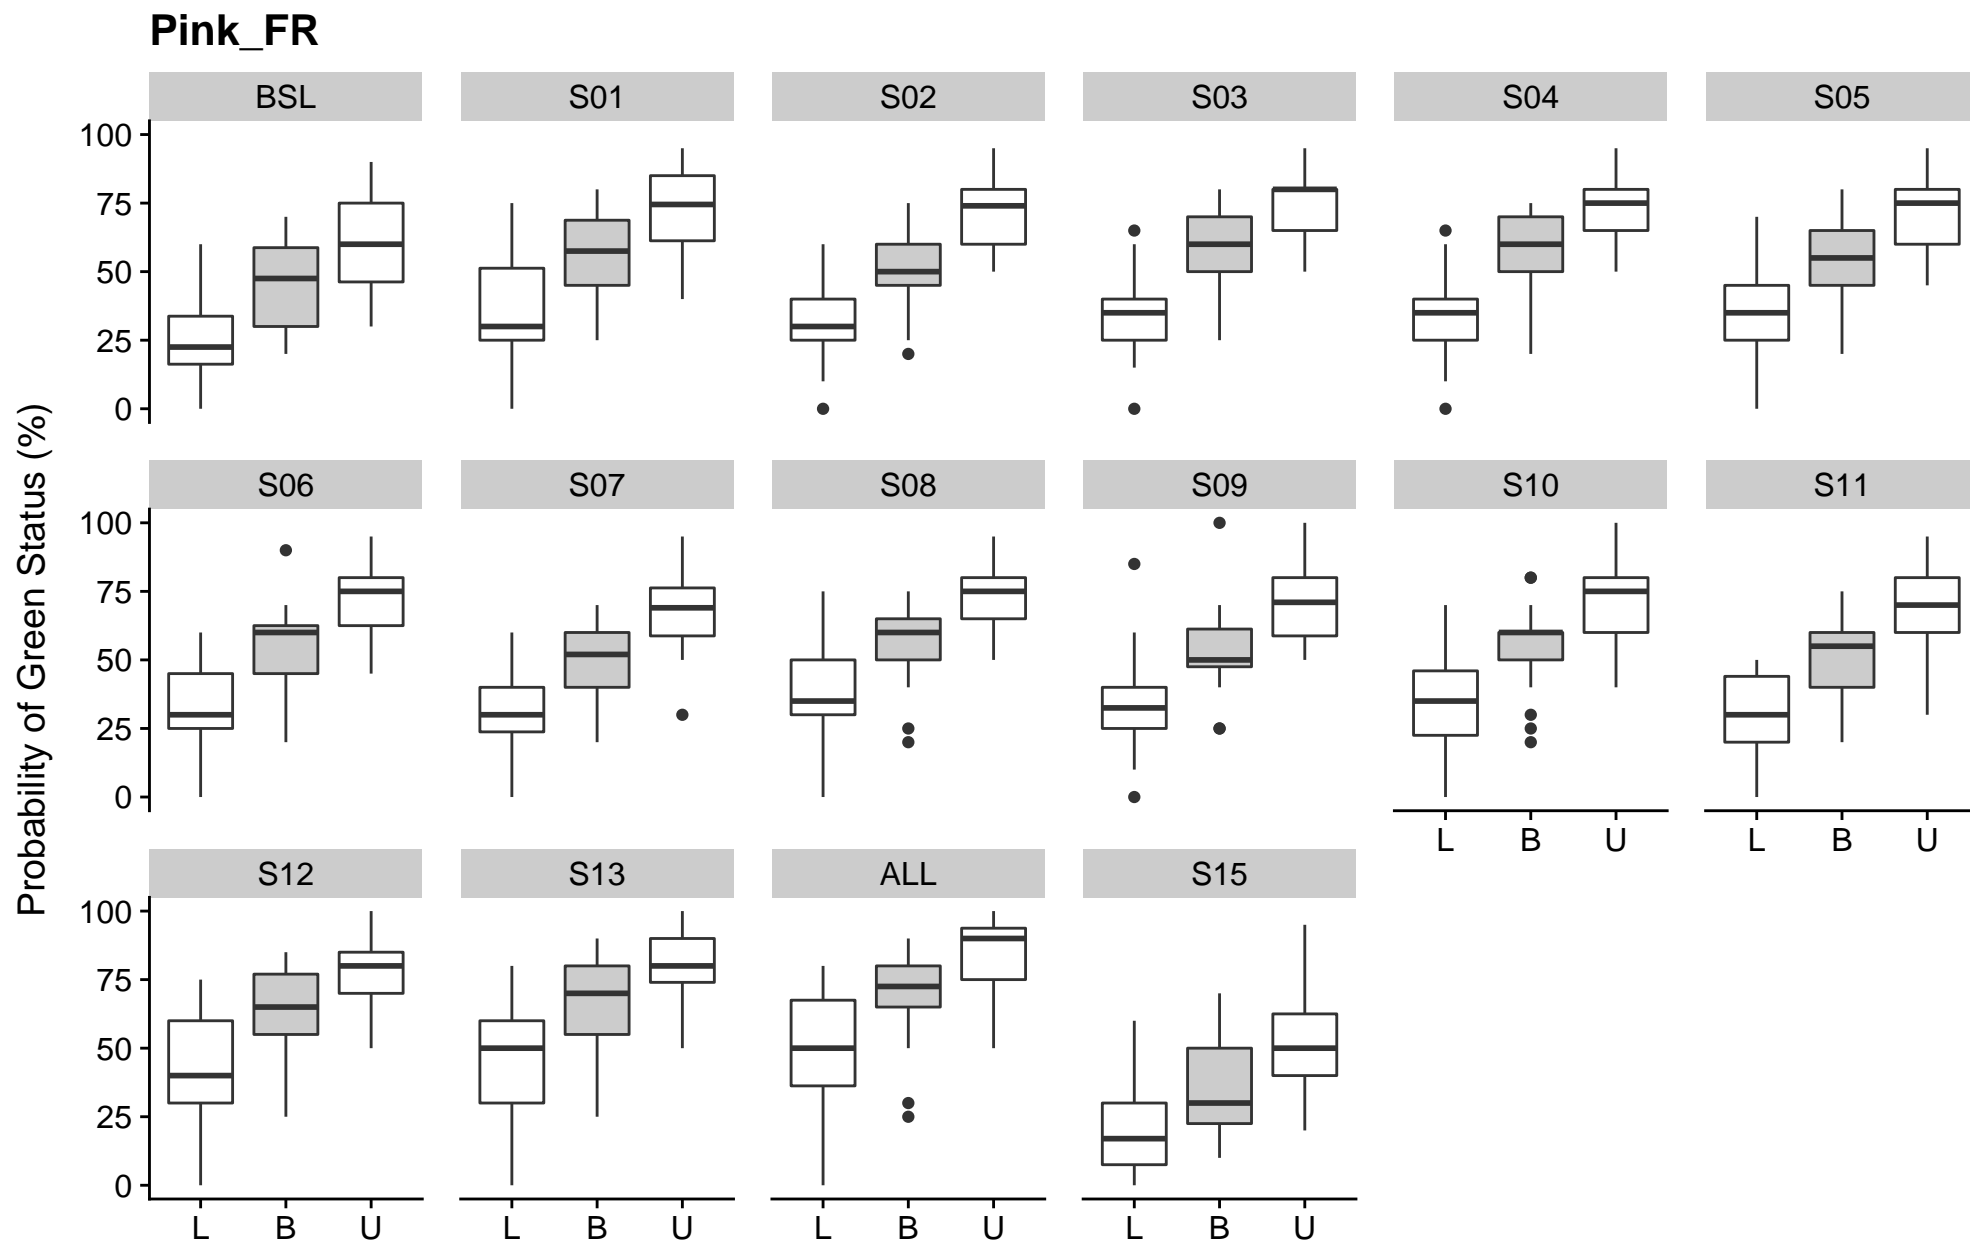 Pink_FR
BSL S01 S02 S03 S04 S05
100
75
50
25
0
Probability of Green Status (%)
S06 S07 S08 S09 S10 S11
100
75
50
25
0
L B U L B U
S12 S13 ALL S15
100
75
50
25
0
L B U L B U L B U L B U